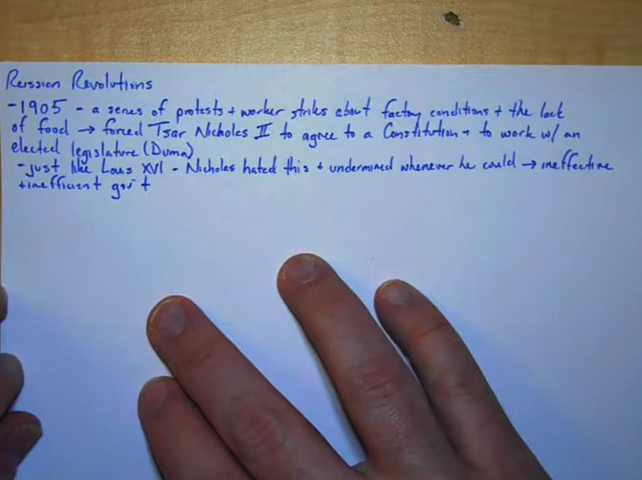 Russian Revolutions
-1905 - a series of protests + worker strikes about factory conditions + the lack
of food → forced Tsar Nicholas II to agree to a Constitution + to work w/ an
elected legislature (Duma)
-just like Louis XVI - Nicholas hated this + undermined whenever he could → ineffective
+inefficient gov't